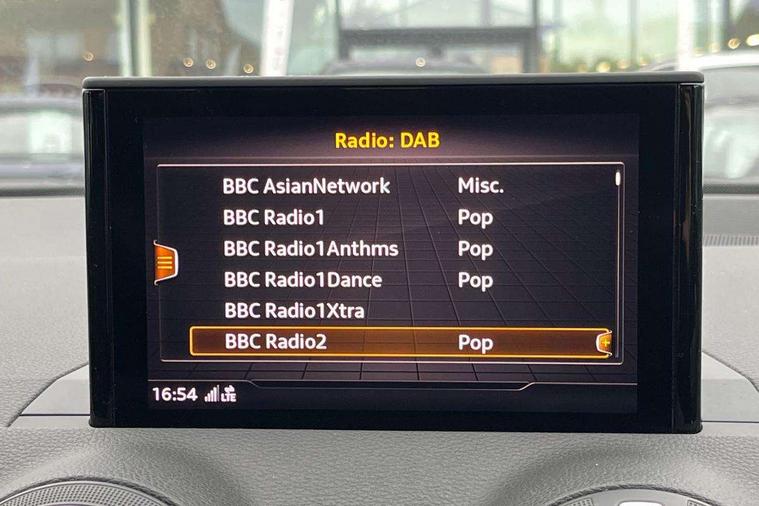 Radio: DAB
BBC AsianNetwork Misc.
BBC Radio1 Pop
BBC Radio1Anthms Pop
BBC Radio1Dance Pop
BBC Radio1Xtra
BBC Radio2 Pop
16:54 LTE